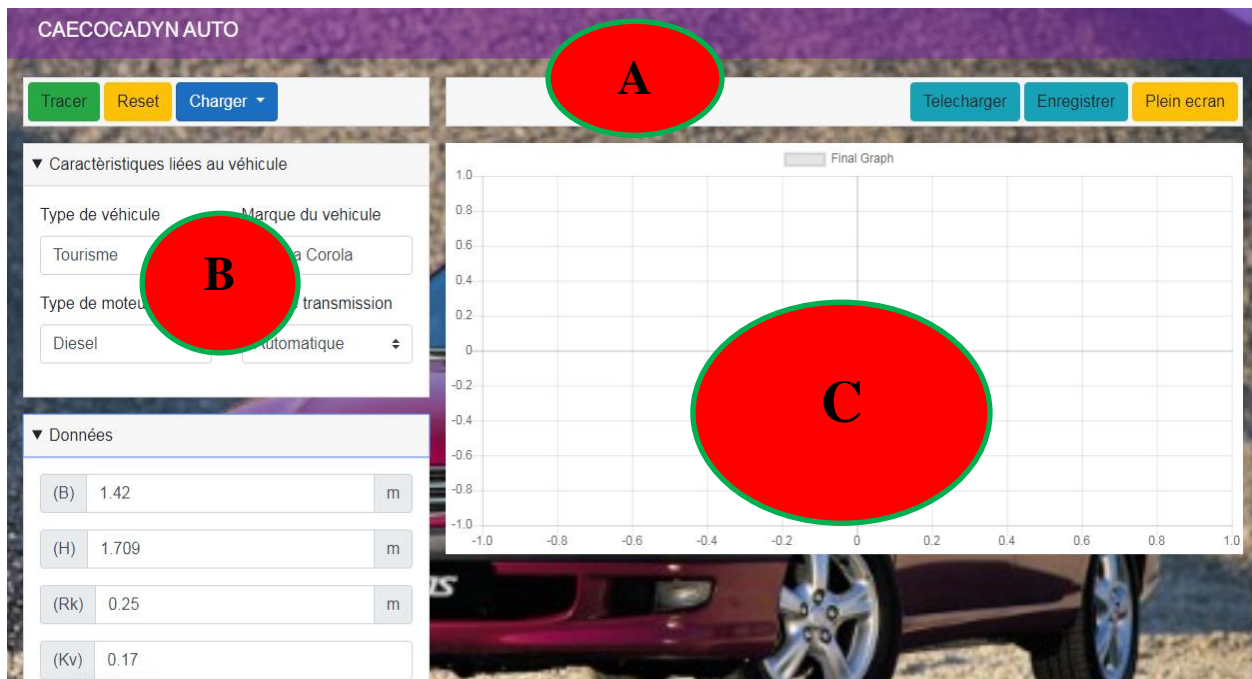 CAECOCADYN AUTO
A
Tracer Reset Charger Telecharger Enregistrer Plein ecran
▼ Caractèristiques liées au véhicule
Type de véhicule Marque du vehicule
Tourisme a Corola
B
Type de moteu transmission
Diesel Automatique
▼ Données
(B) 1.42 m
(H) 1.709 m
(Rk) 0.25 m
(Kv) 0.17
Final Graph
1.0
0.8
0.6
0.4
0.2
0
-0.2
-0.4
-0.6
-0.8
-1.0
C
-1.0 -0.8 -0.6 -0.4 -0.2 0 0.2 0.4 0.6 0.8 1.0